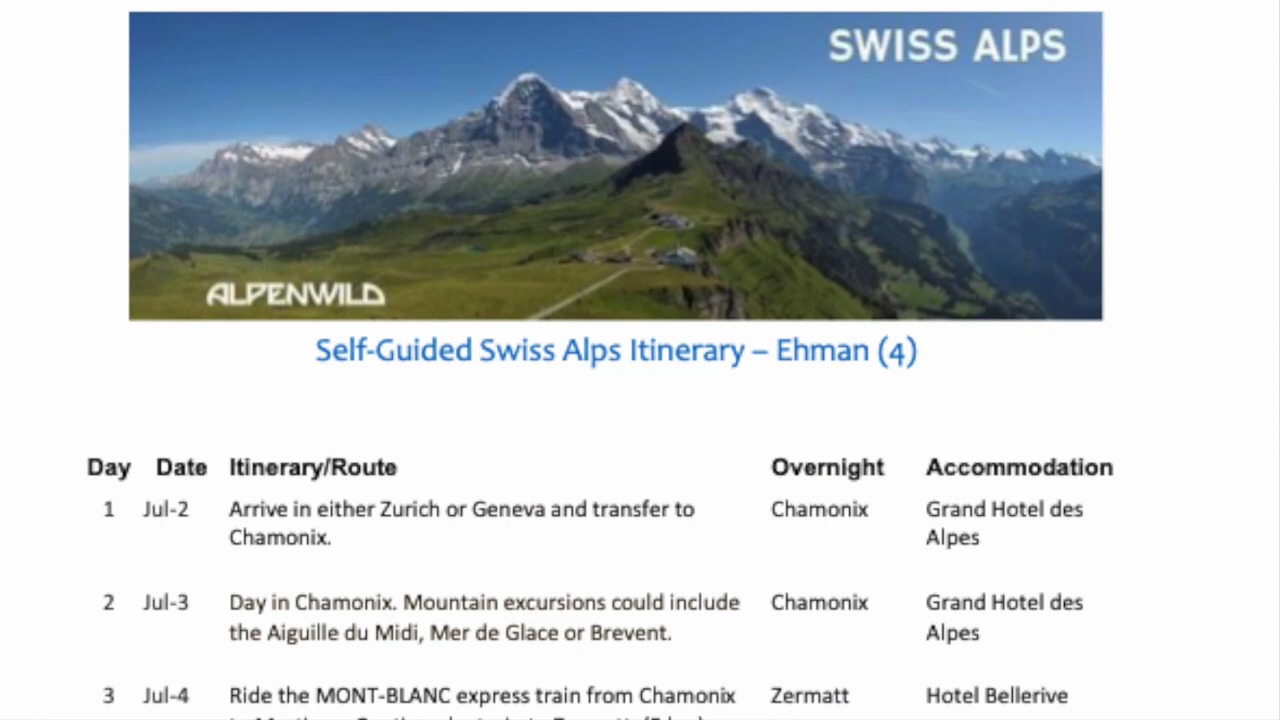 SWISS ALPS
ALPENWILD
Self-Guided Swiss Alps Itinerary – Ehman (4)
Day Date Itinerary/Route Overnight Accommodation
1 Jul-2 Arrive in either Zurich or Geneva and transfer to Chamonix Grand Hotel des
Chamonix. Alpes
2 Jul-3 Day in Chamonix. Mountain excursions could include Chamonix Grand Hotel des
the Aiguille du Midi, Mer de Glace or Brevent. Alpes
3 Jul-4 Ride the MONT-BLANC express train from Chamonix Zermatt Hotel Bellerive